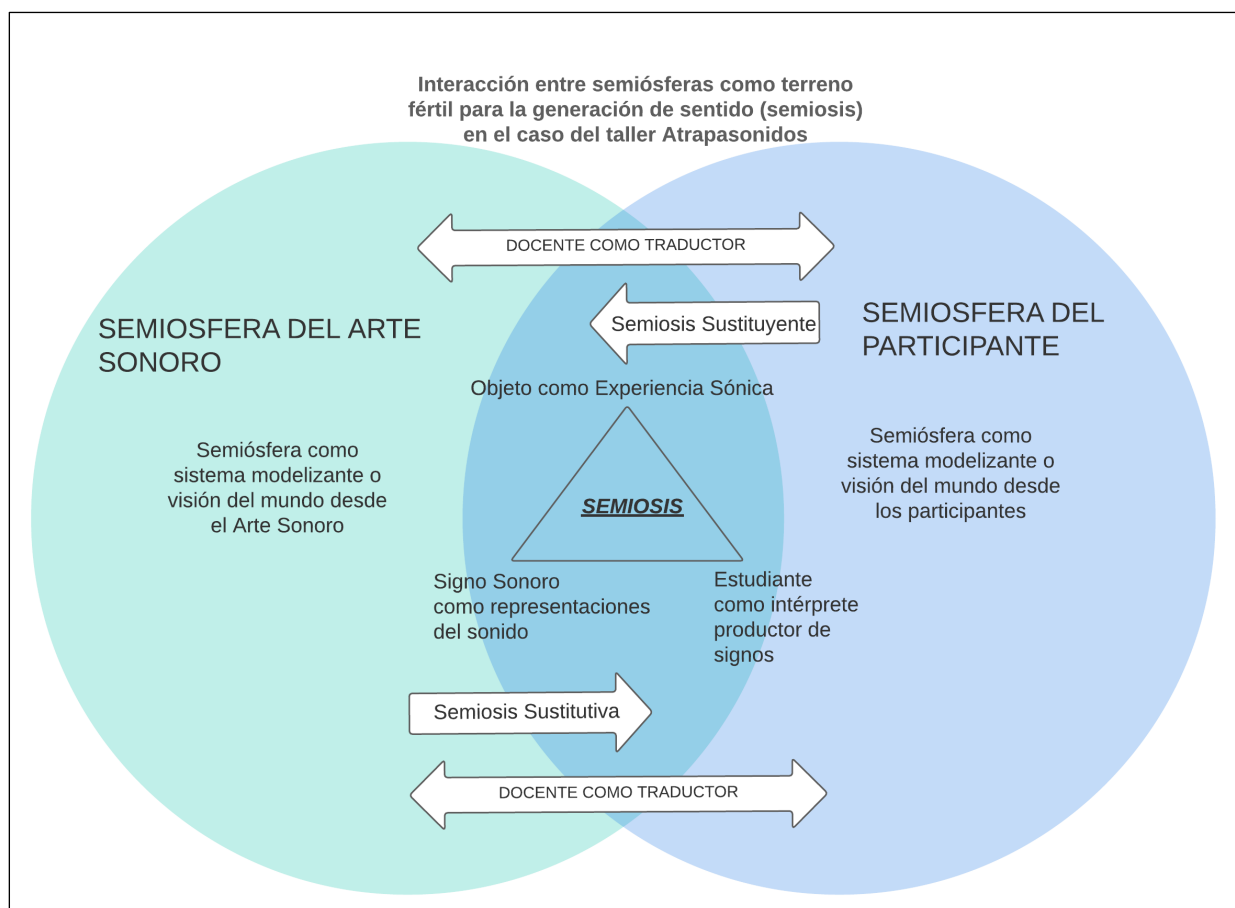 Interacción entre semiósferas como terreno
fértil para la generación de sentido (semiosis)
en el caso del taller Atrapasonidos
DOCENTE COMO TRADUCTOR
Semiosis Sustituyente
SEMIOSFERA DEL ARTE
SONORO
SEMIOSFERA DEL
PARTICIPANTE
Objeto como Experiencia Sónica
Semiósfera como
sistema modelizante o
visión del mundo desde
el Arte Sonoro
Semiósfera como
sistema modelizante o
visión del mundo desde
los participantes
SEMIOSIS
Signo Sonoro
como representaciones
del sonido
Estudiante
como intérprete
productor de
signos
Semiosis Sustitutiva
DOCENTE COMO TRADUCTOR